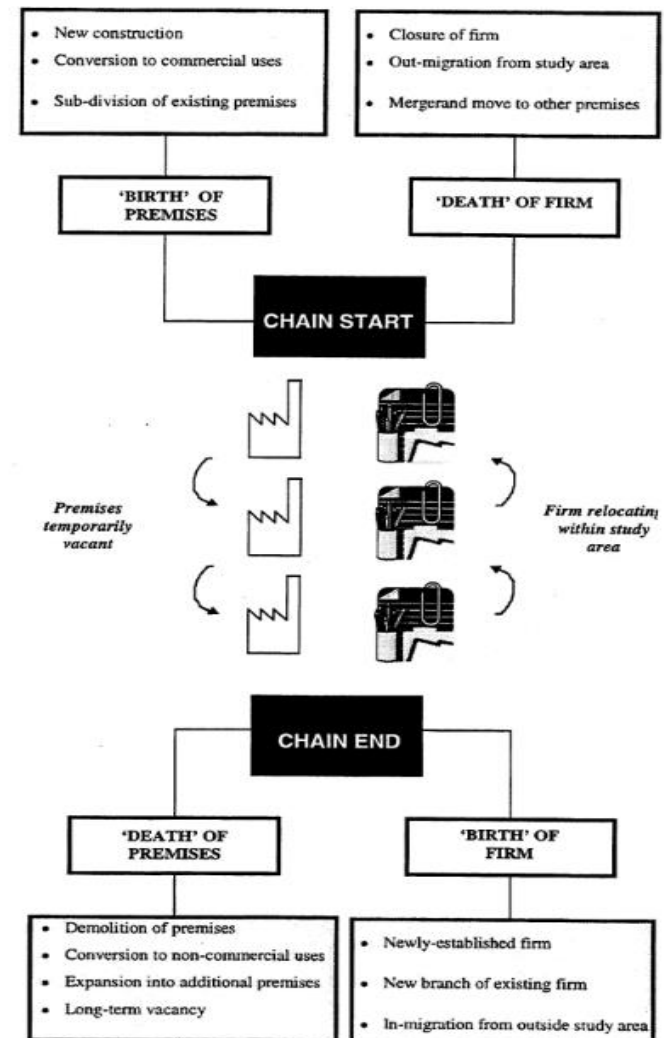 • New construction
• Conversion to commercial uses
• Sub-division of existing premises
• Closure of firm
• Out-migration from study area
• Mergerand move to other premises
'BIRTH' OF
PREMISES
'DEATH' OF FIRM
CHAIN START
Premises
temporarily
vacant
Firm relocating
within study
area
CHAIN END
'DEATH' OF
PREMISES
'BIRTH' OF
FIRM
• Demolition of premises
• Conversion to non-commercial uses
• Expansion into additional premises
• Long-term vacancy
• Newly-established firm
• New branch of existing firm
• In-migration from outside study area